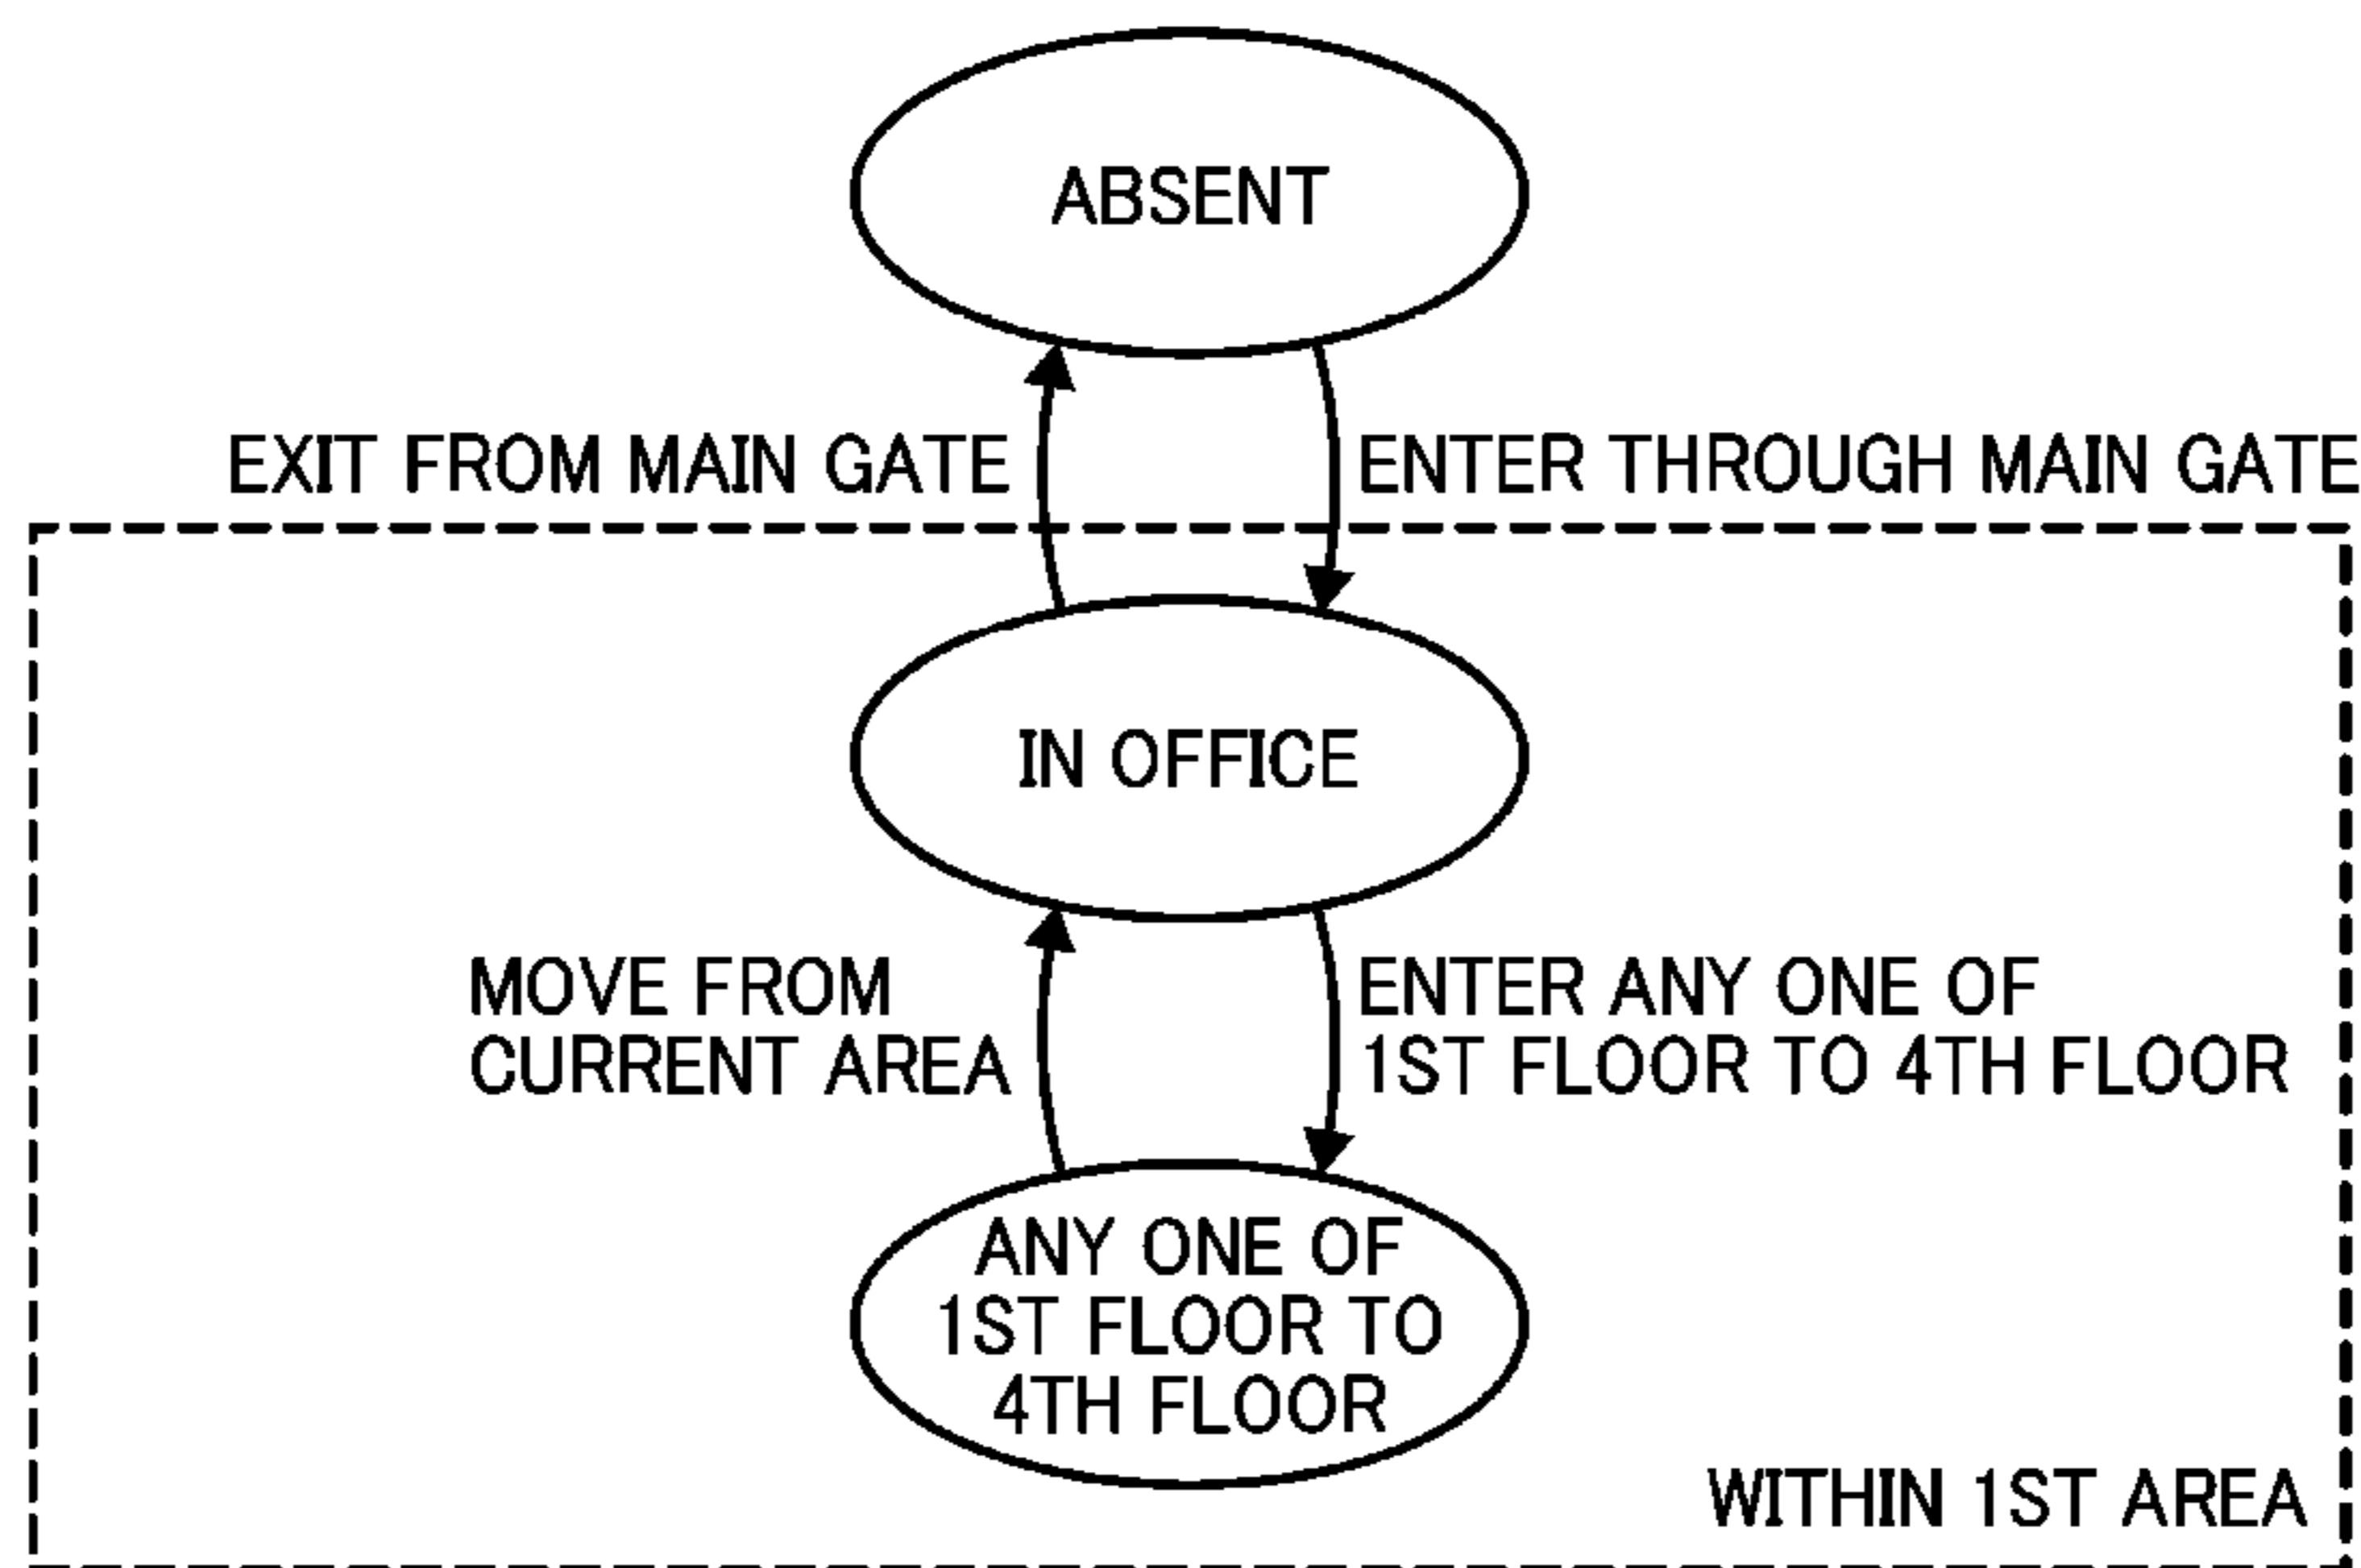 ABSENT
EXIT FROM MAIN GATE
ENTER THROUGH MAIN GATE
IN OFFICE
MOVE FROM
CURRENT AREA
ENTER ANY ONE OF
1ST FLOOR TO 4TH FLOOR
ANY ONE OF
1ST FLOOR TO
4TH FLOOR
WITHIN 1ST AREA